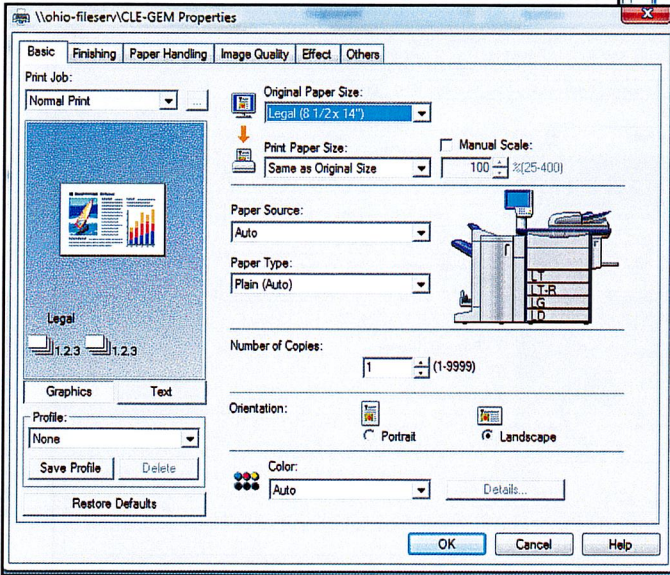 \\ohio-fileserv\CLE-GEM Properties
Basic Finishing Paper Handling Image Quality Effect Others
Print Job:
Normal Print
...
Legal
1.2.3 1.2.3
Graphics Text
Profile:
None
Save Profile Delete
Restore Defaults
Original Paper Size:
Legal (8 1/2 x 14")
Print Paper Size:
Same as Original Size
Manual Scale:
100 %(25-400)
Paper Source:
Auto
Paper Type:
Plain (Auto)
LT
LT-R
LG
LD
Number of Copies:
1 (1-9999)
Orientation:
Portrait Landscape
Color:
Auto
Details...
OK Cancel Help